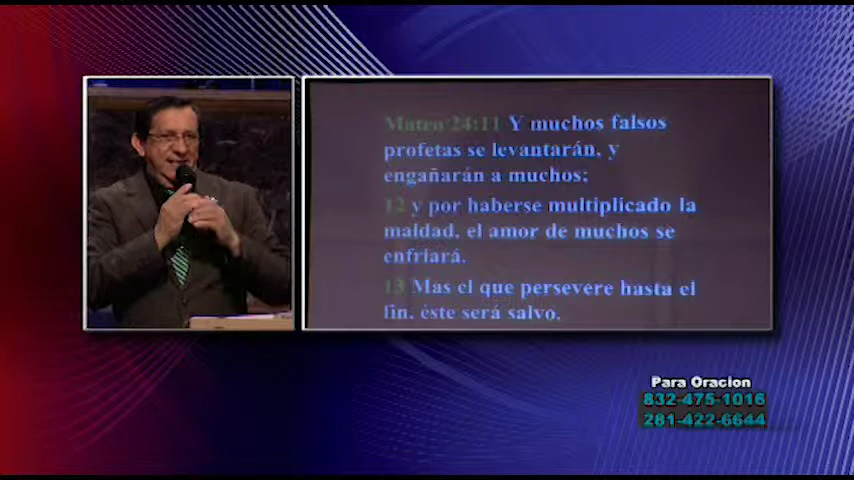 Mateo 24:11 Y muchos falsos
profetas se levantarán, y
engañarán a muchos;
12 y por haberse multiplicado la
maldad, el amor de muchos se
enfriará.
13 Mas el que persevere hasta el
fin, éste será salvo.
Para Oracion
832-475-1016
281-422-6644